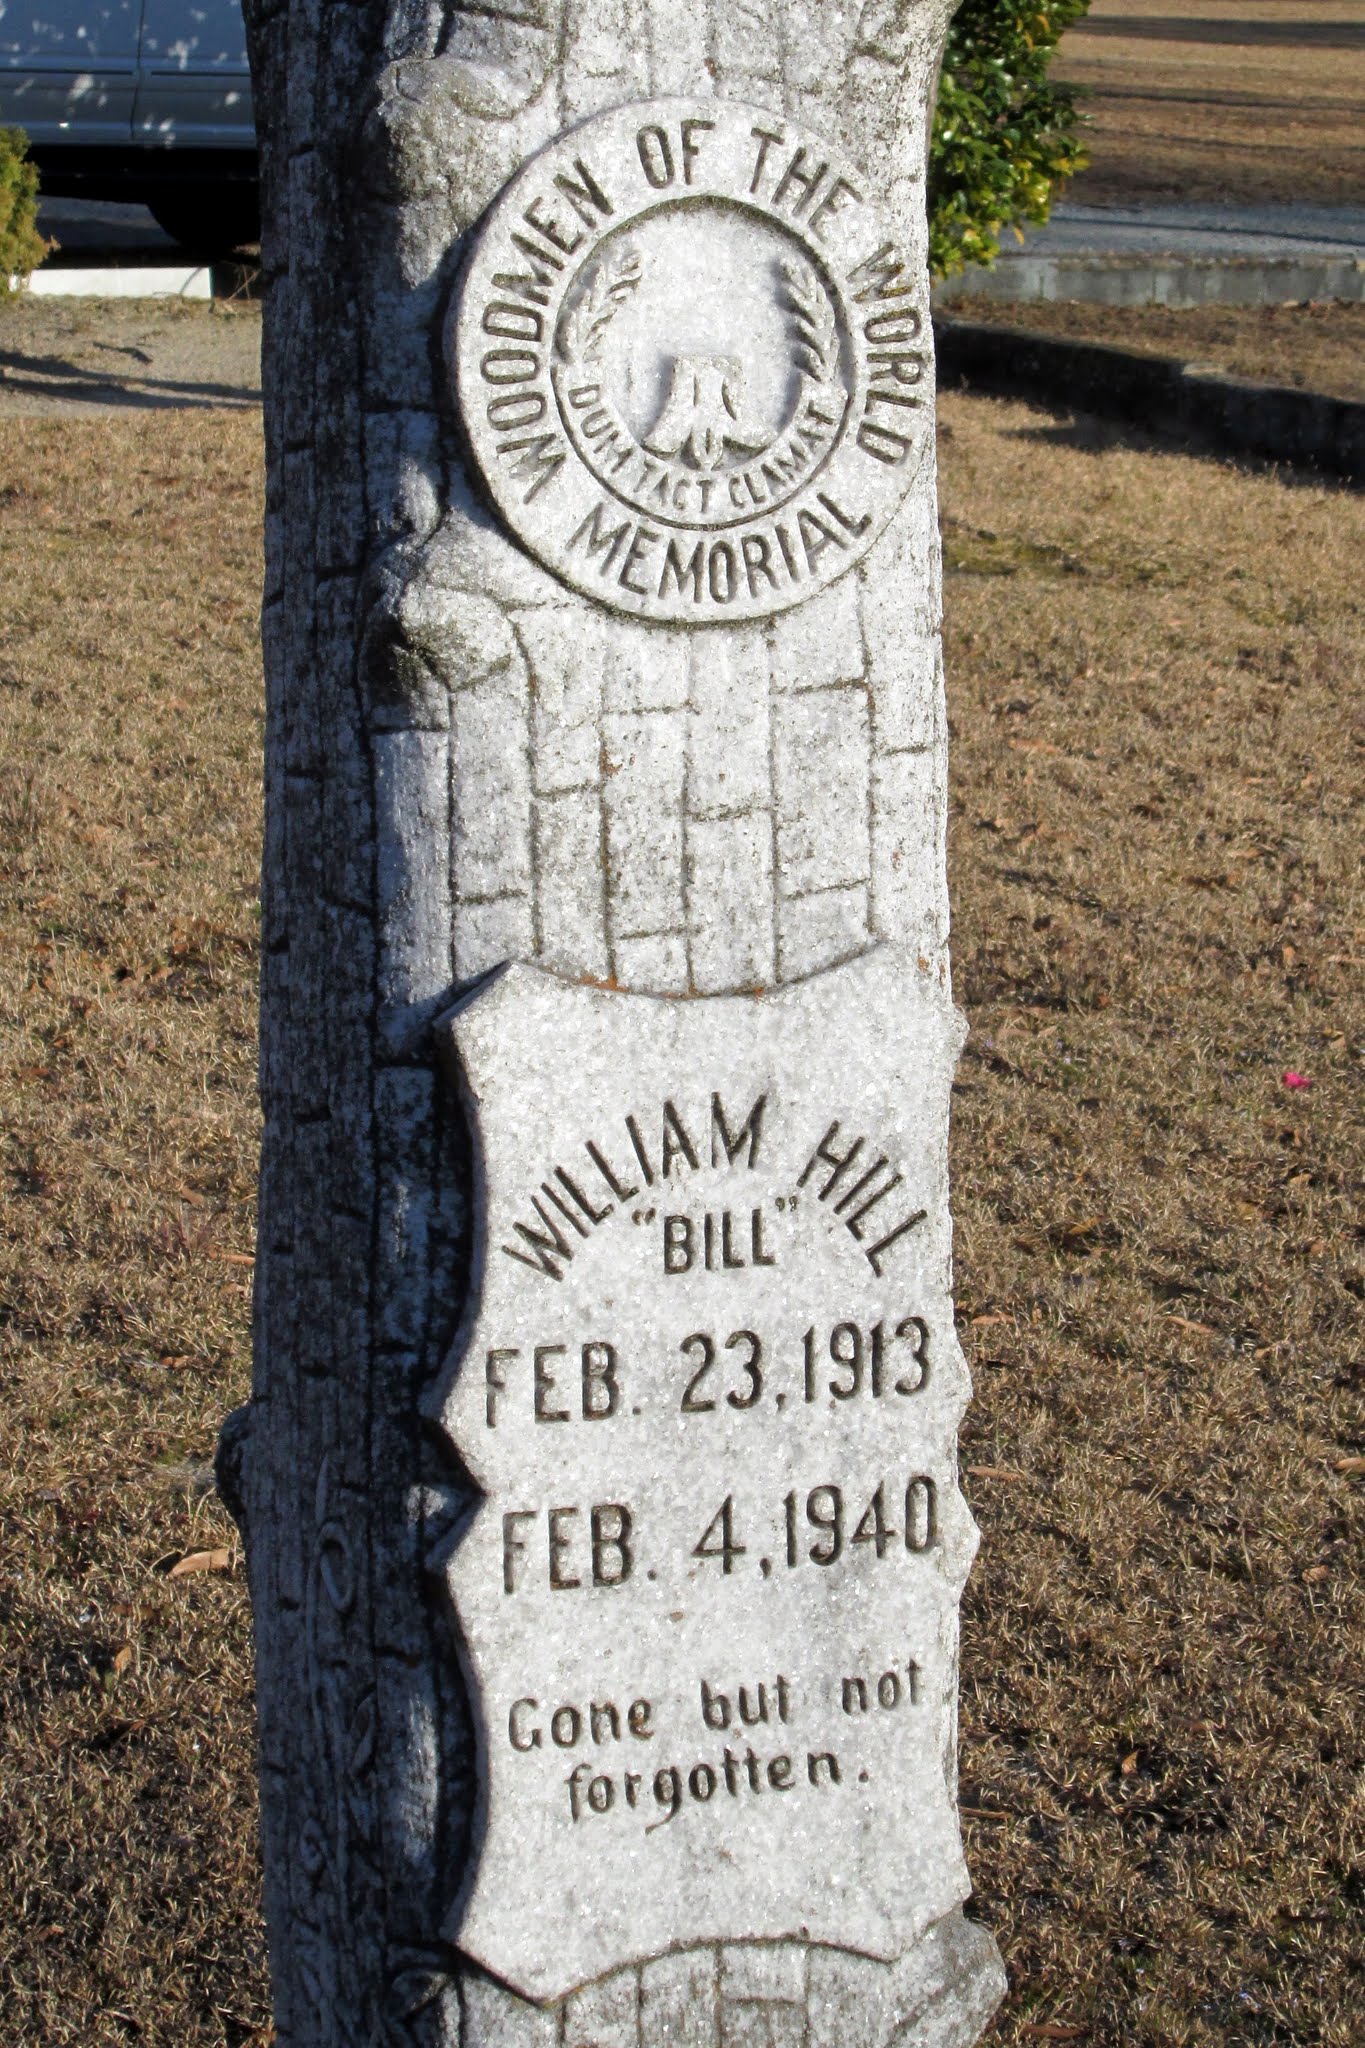 WOODMEN OF THE WORLD
MEMORIAL
DUM TACT CLAMAT
WILLIAM HILL
"BILL"
FEB. 23, 1913
FEB. 4, 1940
Gone but not
forgotten.